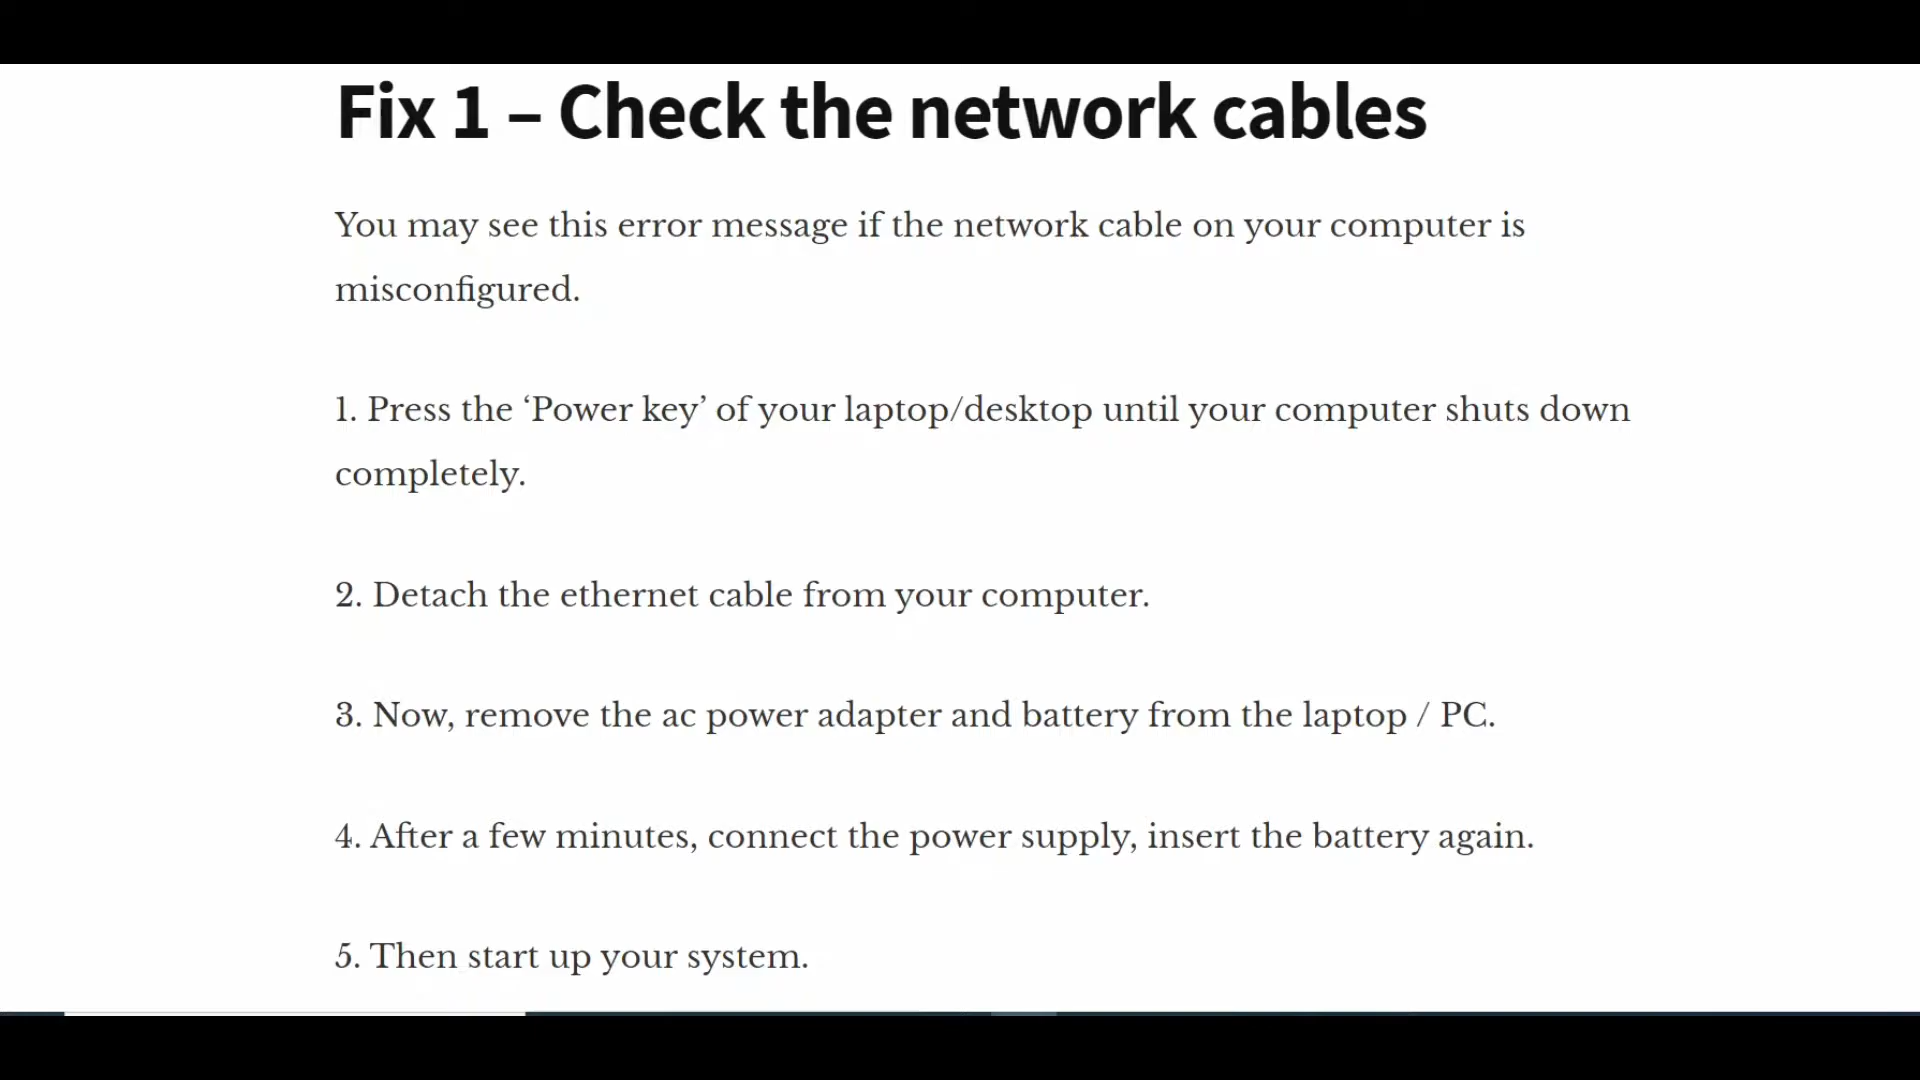 Fix 1 – Check the network cables
You may see this error message if the network cable on your computer is
misconfigured.
1. Press the ‘Power key’ of your laptop/desktop until your computer shuts down
completely.
2. Detach the ethernet cable from your computer.
3. Now, remove the ac power adapter and battery from the laptop / PC.
4. After a few minutes, connect the power supply, insert the battery again.
5. Then start up your system.